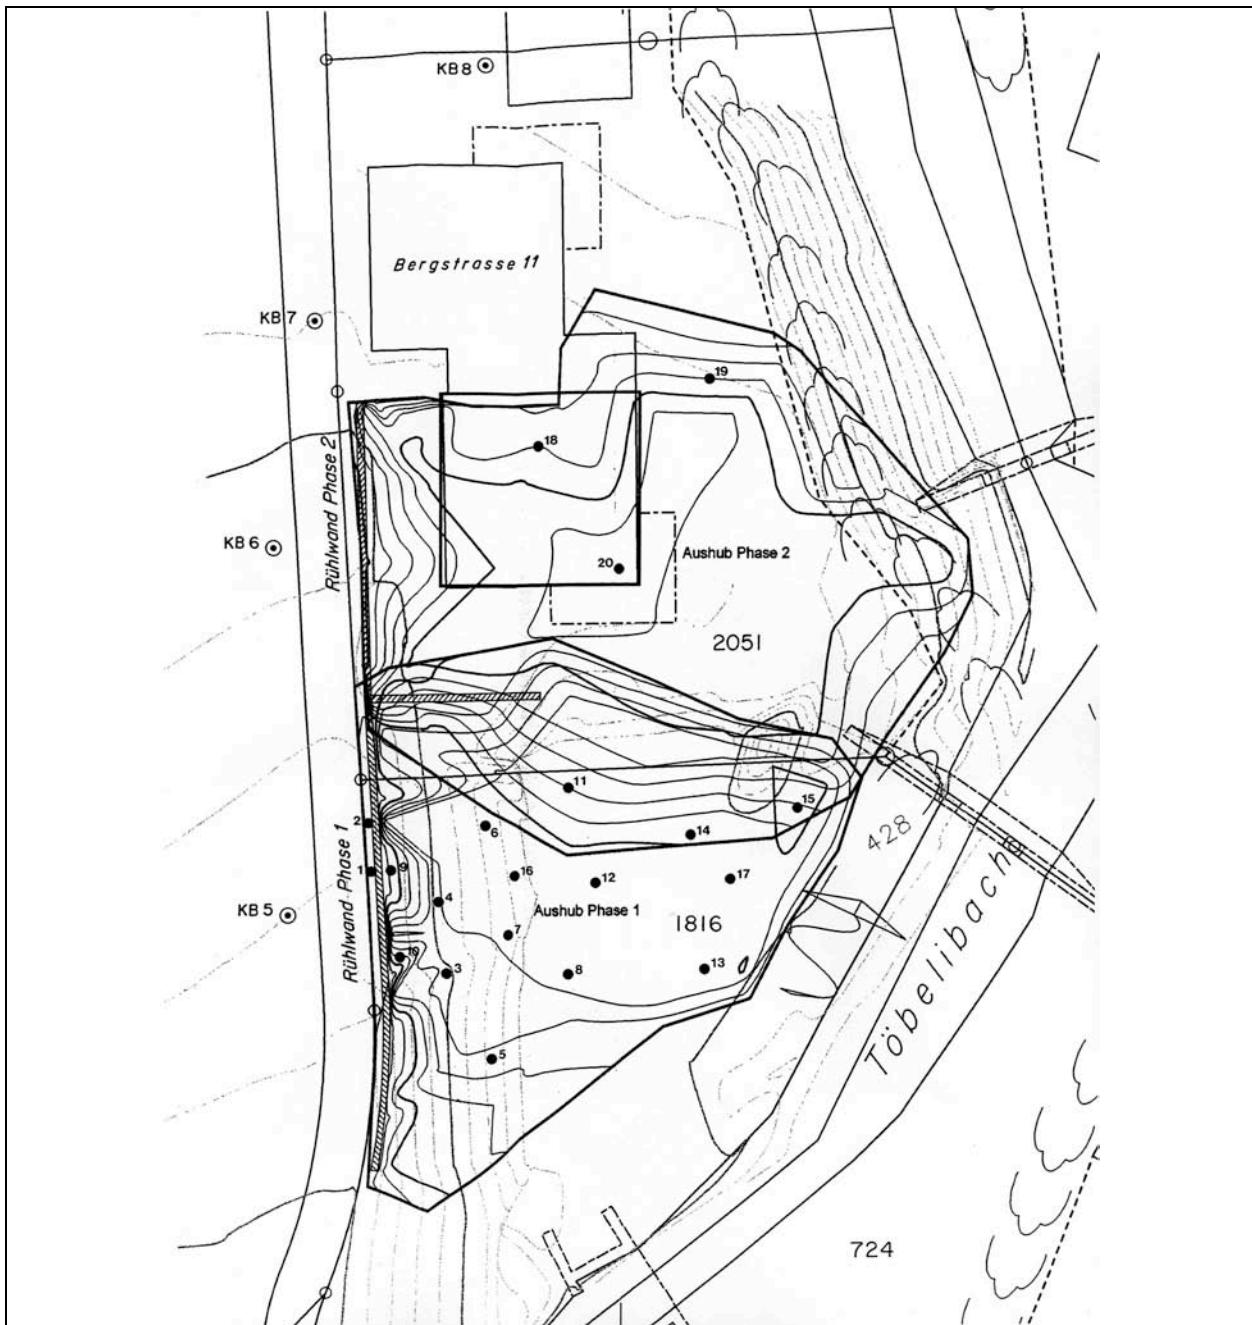 KB 8
Bergstrasse 11
KB 7
19
Rühlwand Phase 2
18
KB 6
20
Aushub Phase 2
2051
11
15
2
6
14
428
Rühlwand Phase 1
1
9
16
12
17
4
KB 5
Aushub Phase 1
1816
7
10
3
8
13
Töbelibach
5
724